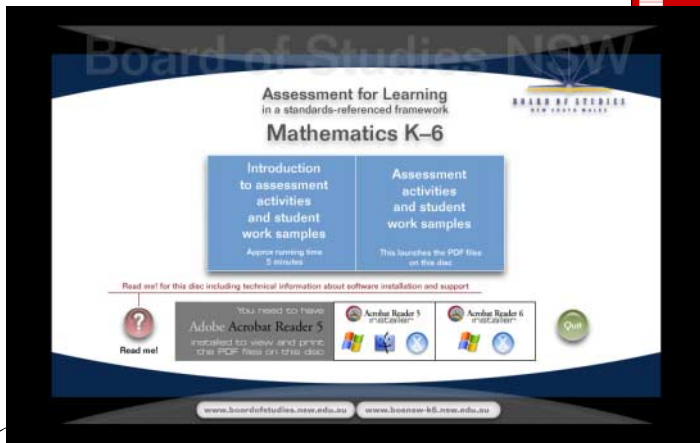 Board of Studies NSW
Assessment for Learning
in a standards-referenced framework
BOARD OF STUDIES
NEW SOUTH WALES
Mathematics K–6
Introduction
to assessment
activities
and student
work samples
Approx running time
5 minutes
Assessment
activities
and student
work samples
This launches the PDF files
on this disc
Read me! for this disc including technical information about software installation and support
?
Read me!
You need to have
Adobe Acrobat Reader 5
installed to view and print
the PDF files on this disc
Acrobat Reader 5
installer
Acrobat Reader 6
installer
Quit
www.boardofstudies.nsw.edu.au
www.bosnsw-k6.nsw.edu.au